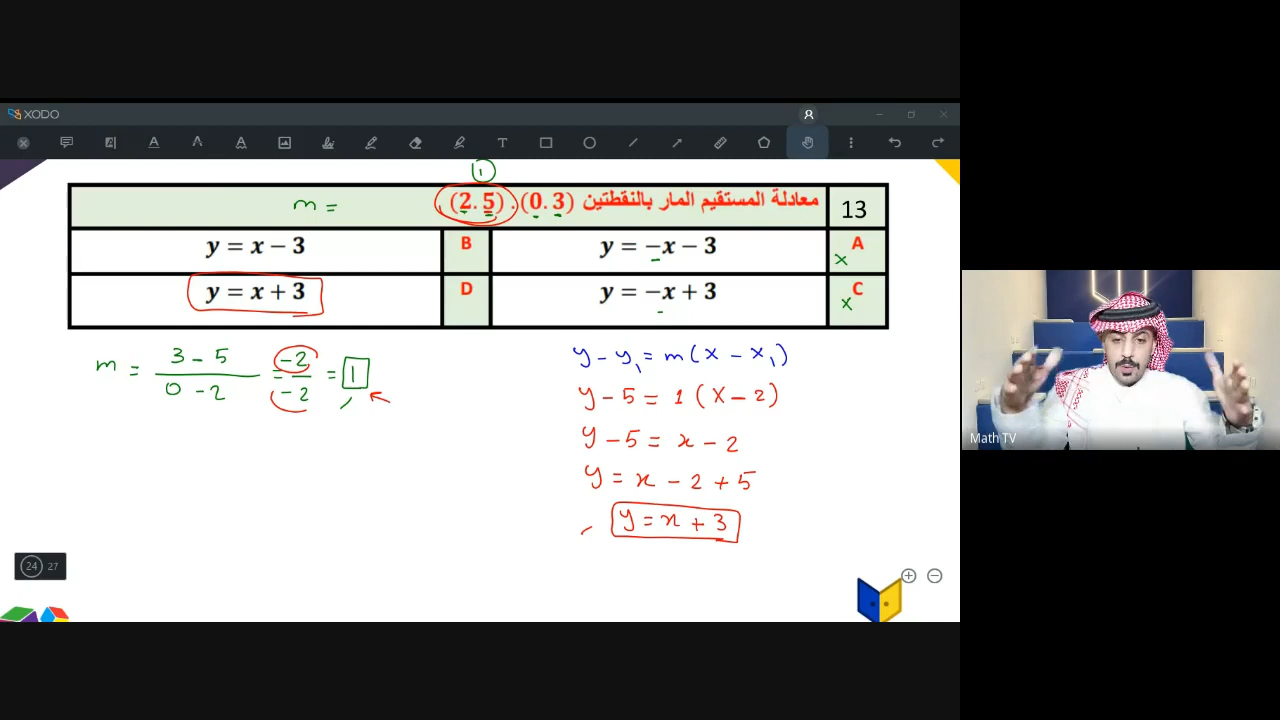 XODO
①
معادلة المستقيم المار بالنقطتين (0.3) . (2.5) .
m =
13
A
y = −x − 3
B
y = x − 3
x
C
y = −x + 3
D
y = x + 3
x
m = 3 - 5 / 0 - 2 = -2 / -2 = 1
y - y₁ = m ( x - x₁ )
y - 5 = 1 ( x - 2 )
y - 5 = x - 2
y = x - 2 + 5
y = x + 3
Math TV
24 27